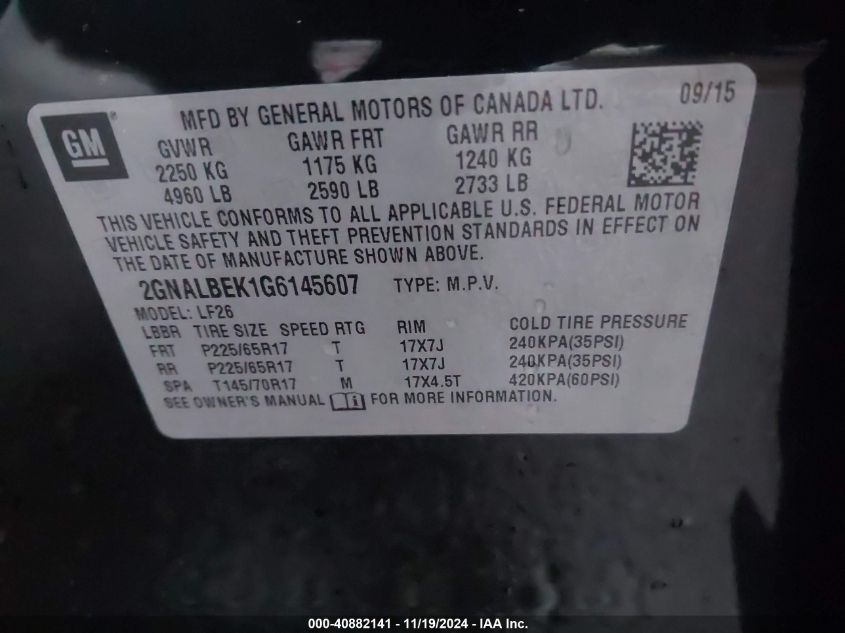 GM ®
MFD BY GENERAL MOTORS OF CANADA LTD. 09/15
GVWR GAWR FRT GAWR RR
2250 KG 1175 KG 1240 KG
4960 LB 2590 LB 2733 LB
THIS VEHICLE CONFORMS TO ALL APPLICABLE U.S. FEDERAL MOTOR
VEHICLE SAFETY AND THEFT PREVENTION STANDARDS IN EFFECT ON
THE DATE OF MANUFACTURE SHOWN ABOVE.
2GNALBEK1G6145607 TYPE: M.P.V.
MODEL: LF26
LBBR TIRE SIZE SPEED RTG RIM COLD TIRE PRESSURE
FRT P225/65R17 T 17X7J 240KPA(35PSI)
RR P225/65R17 T 17X7J 240KPA(35PSI)
SPA T145/70R17 M 17X4.5T 420KPA(60PSI)
SEE OWNER'S MANUAL FOR MORE INFORMATION.
000-40882141 - 11/19/2024 - IAA Inc.